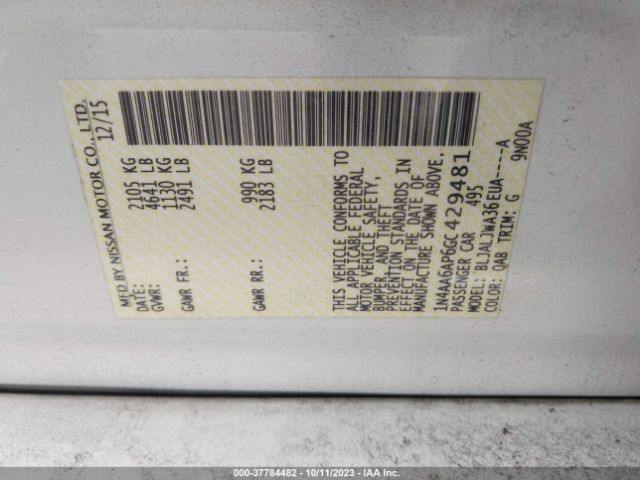 MFD BY NISSAN MOTOR CO., LTD.
DATE: 12/15
GVWR: 2105 KG
4641 LB
GAWR FR: 1130 KG
2491 LB
GAWR RR: 990 KG
2183 LB
THIS VEHICLE CONFORMS TO
ALL APPLICABLE FEDERAL
MOTOR VEHICLE SAFETY,
BUMPER, AND THEFT
PREVENTION STANDARDS IN
EFFECT ON THE DATE OF
MANUFACTURE SHOWN ABOVE.
1N4AA6AP6GC429481
PASSENGER CAR 495
MODEL: BLJALJWA36EUA----A
COLOR: QAB TRIM: G 9N00A
000-37784482 - 10/11/2023 - IAA Inc.